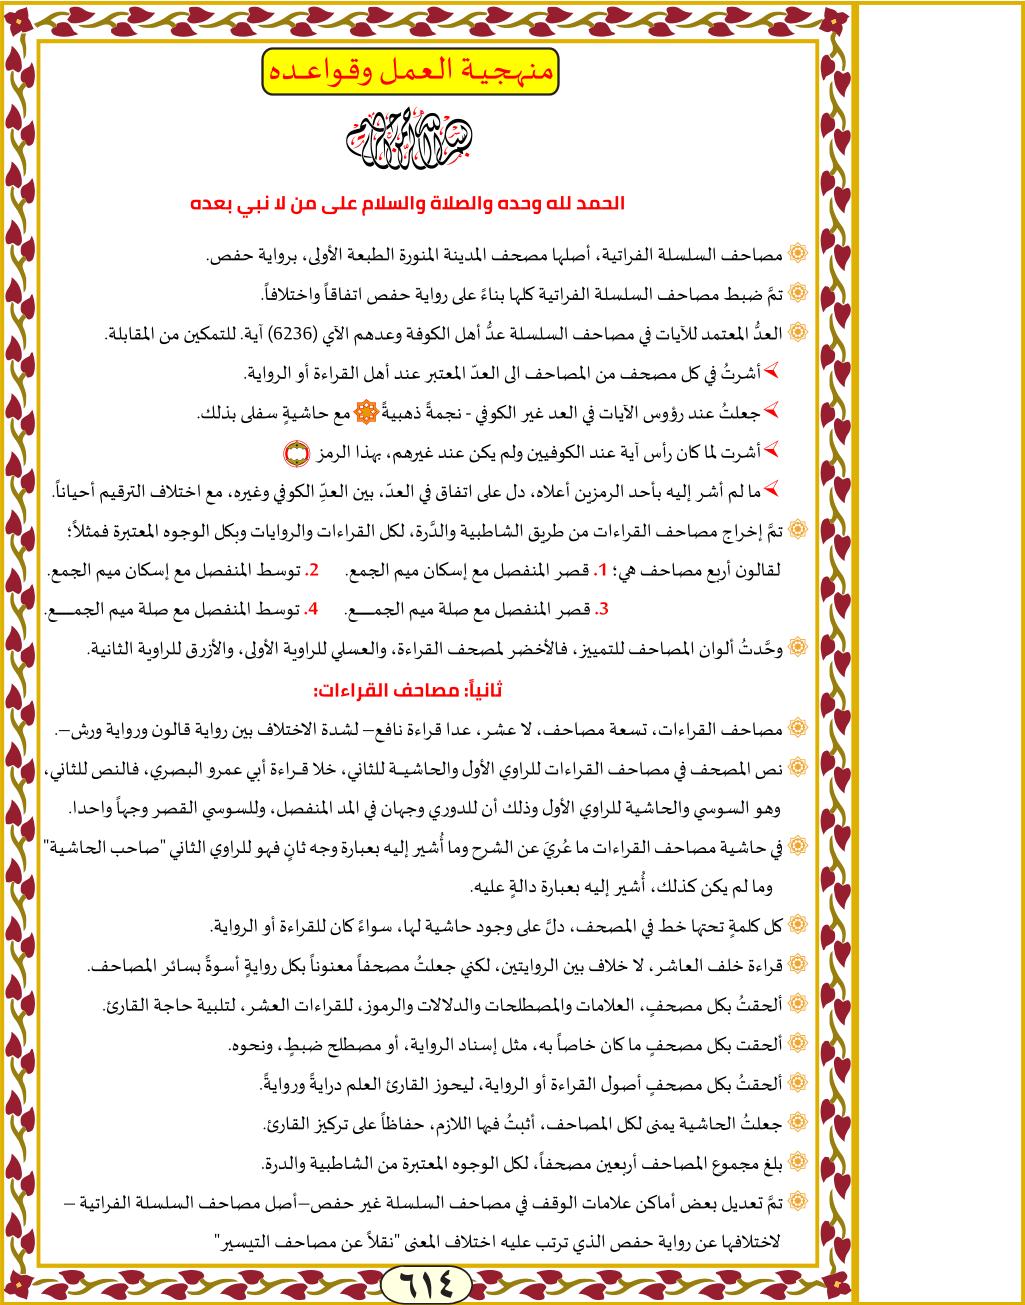 منهجية العمل وقواعده
بسم الله الرحمن الرحيم
الحمد لله وحده والصلاة والسلام على من لا نبي بعده
مصاحف السلسلة الفراتية، أصلها مصحف المدينة المنورة الطبعة الأولى، برواية حفص.
تمَّ ضبط مصاحف السلسلة الفراتية كلها بناءً على رواية حفص اتفاقاً واختلافاً.
العدُّ المعتمد للآيات في مصاحف السلسلة عدُّ أهل الكوفة وعدهم الآي (6236) آية. للتمكين من المقابلة.
أشرتُ في كل مصحف من المصاحف الى العدّ المعتبر عند أهل القراءة أو الرواية.
جعلتُ عند رؤوس الآيات في العد غير الكوفي - نجمةً ذهبيةً مع حاشيةٍ سفلى بذلك.
أشرت لما كان رأس آية عند الكوفيين ولم يكن عند غيرهم، بهذا الرمز
ما لم أشر إليه بأحد الرمزين أعلاه، دل على اتفاق في العدّ، بين العدِّ الكوفي وغيره، مع اختلاف الترقيم أحياناً.
تمَّ إخراج مصاحف القراءات من طريق الشاطبية والدَّرة، لكل القراءات والروايات وبكل الوجوه المعتبرة فمثلاً؛
لقالون أربع مصاحف هي؛ 1. قصر المنفصل مع إسكان ميم الجمع. 2. توسط المنفصل مع إسكان ميم الجمع.
3. قصر المنفصل مع صلة ميم الجمـــع. 4. توسط المنفصل مع صلة ميم الجمـــع.
وحَّدتُ ألوان المصاحف للتمييز، فالأخضر لمصحف القراءة، والعسلي للراوية الأولى، والأزرق للراوية الثانية.
ثانياً: مصاحف القراءات:
مصاحف القراءات، تسعة مصاحف، لا عشر، عدا قراءة نافع– لشدة الاختلاف بين رواية قالون ورواية ورش–.
نص المصحف في مصاحف القراءات للراوي الأول والحاشيـة للثاني، خلا قـراءة أبي عمرو البصري، فالنص للثاني،
وهو السوسي والحاشية للراوي الأول وذلك أن للدوري وجهان في المد المنفصل، وللسوسي القصر وجهاً واحدا.
في حاشية مصاحف القراءات ما عُريَ عن الشرح وما أُشير إليه بعبارة وجه ثانٍ فهو للراوي الثاني "صاحب الحاشية"
وما لم يكن كذلك، أُشير إليه بعبارة دالةٍ عليه.
كل كلمةٍ تحتها خط في المصحف، دلَّ على وجود حاشية لها، سواءً كان للقراءة أو الرواية.
قراءة خلف العاشر، لا خلاف بين الروايتين، لكني جعلتُ مصحفاً معنوناً بكل روايةٍ أسوةً بسائر المصاحف.
ألحقتُ بكل مصحفٍ، العلامات والمصطلحات والدلالات والرموز، للقراءات العشر، لتلبية حاجة القارئ.
ألحقت بكل مصحفٍ ما كان خاصاً به، مثل إسناد الرواية، أو مصطلح ضبطٍ، ونحوه.
ألحقتُ بكل مصحفٍ أصول القراءة أو الرواية، ليحوز القارئ العلم درايةً وروايةً.
جعلتُ الحاشية يمنى لكل المصاحف، أثبتُ فيها اللازم، حفاظاً على تركيز القارئ.
بلغ مجموع المصاحف أربعين مصحفاً، لكل الوجوه المعتبرة من الشاطبية والدرة.
تمَّ تعديل بعض أماكن علامات الوقف في مصاحف السلسلة غير حفص–أصل مصاحف السلسلة الفراتية –
لاختلافها عن رواية حفص الذي ترتب عليه اختلاف المعنى "نقلاً عن مصاحف التيسير"
٦١٤